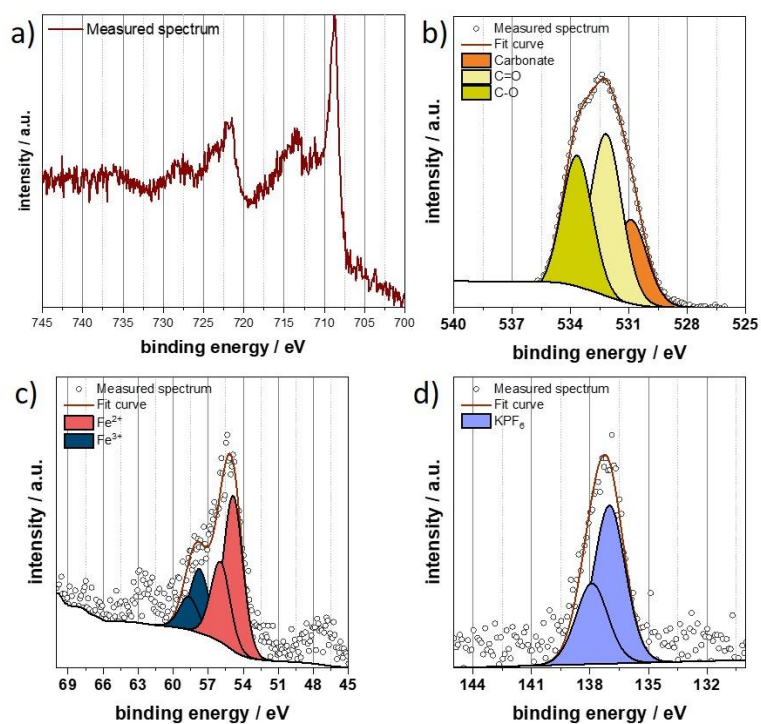 a)
Measured spectrum
intensity / a.u.
745 740 735 730 725 720 715 710 705 700
binding energy / eV
b)
Measured spectrum
Fit curve
Carbonate
C=O
C-O
intensity / a.u.
540 537 534 531 528 525
binding energy / eV
c)
Measured spectrum
Fit curve
Fe²⁺
Fe³⁺
intensity / a.u.
69 66 63 60 57 54 51 48 45
binding energy / eV
d)
Measured spectrum
Fit curve
KPF₆
intensity / a.u.
144 141 138 135 132
binding energy / eV